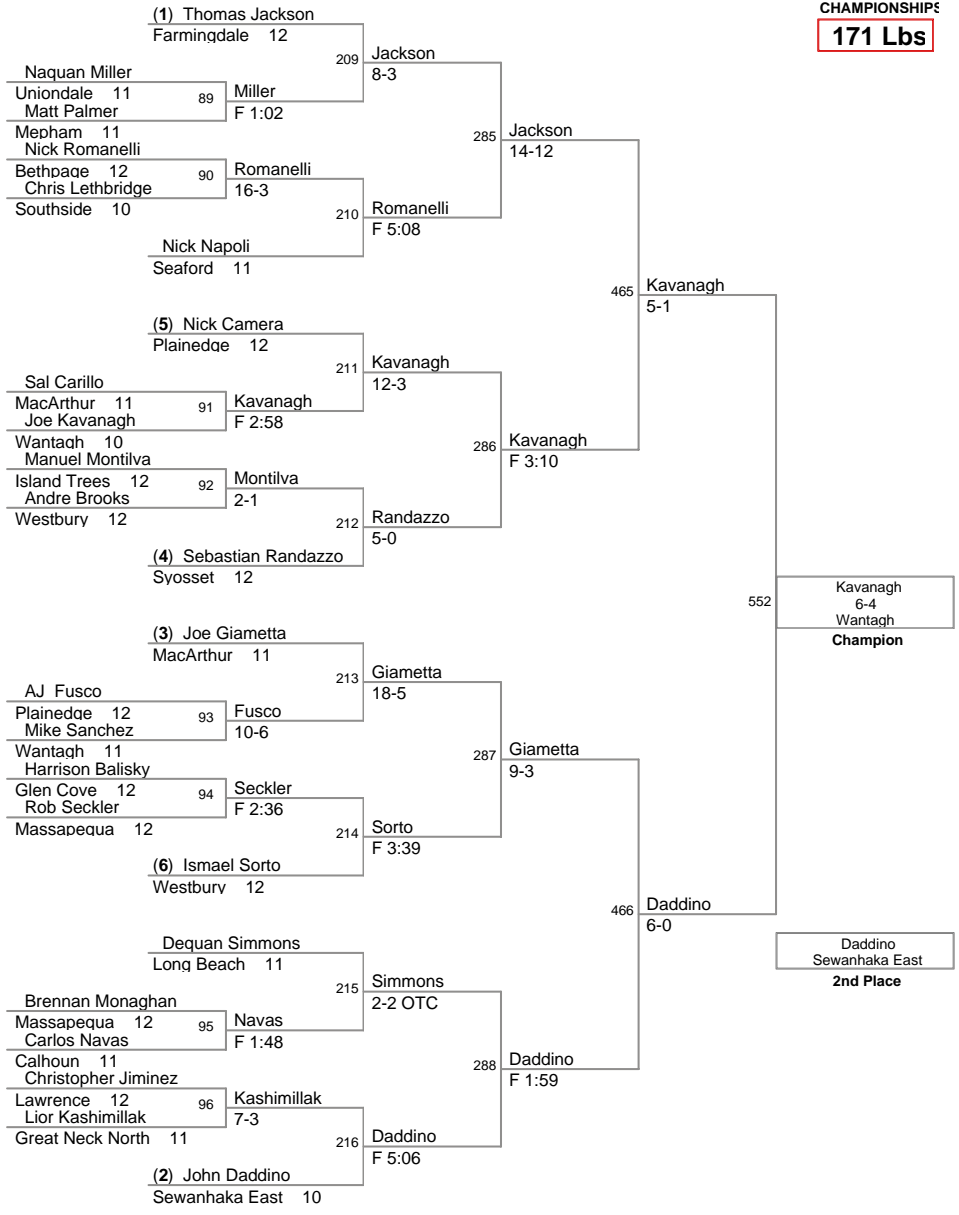 CHAMPIONSHIPS
171 Lbs
(1) Thomas Jackson
Farmingdale 12
209 Jackson
8-3
Naquan Miller
Uniondale 11
89 Miller
F 1:02
Matt Palmer
Mepham 11
285 Jackson
14-12
Nick Romanelli
Bethpage 12
90 Romanelli
16-3
Chris Lethbridge
Southside 10
210 Romanelli
F 5:08
Nick Napoli
Seaford 11
465 Kavanagh
5-1
(5) Nick Camera
Plainedge 12
211 Kavanagh
12-3
Sal Carillo
MacArthur 11
91 Kavanagh
F 2:58
Joe Kavanagh
Wantagh 10
286 Kavanagh
F 3:10
Manuel Montilva
Island Trees 12
92 Montilva
2-1
Andre Brooks
Westbury 12
212 Randazzo
5-0
(4) Sebastian Randazzo
Syosset 12
552
Kavanagh
6-4
Wantagh
Champion
(3) Joe Giametta
MacArthur 11
213 Giametta
18-5
AJ Fusco
Plainedge 12
93 Fusco
10-6
Mike Sanchez
Wantagh 11
287 Giametta
9-3
Harrison Balisky
Glen Cove 12
94 Seckler
F 2:36
Rob Seckler
Massapequa 12
214 Sorto
F 3:39
(6) Ismael Sorto
Westbury 12
466 Daddino
6-0
Daddino
Sewanhaka East
2nd Place
Dequan Simmons
Long Beach 11
215 Simmons
2-2 OTC
Brennan Monaghan
Massapequa 12
95 Navas
F 1:48
Carlos Navas
Calhoun 11
288 Daddino
F 1:59
Christopher Jiminez
Lawrence 12
96 Kashimillak
7-3
Lior Kashimillak
Great Neck North 11
216 Daddino
F 5:06
(2) John Daddino
Sewanhaka East 10